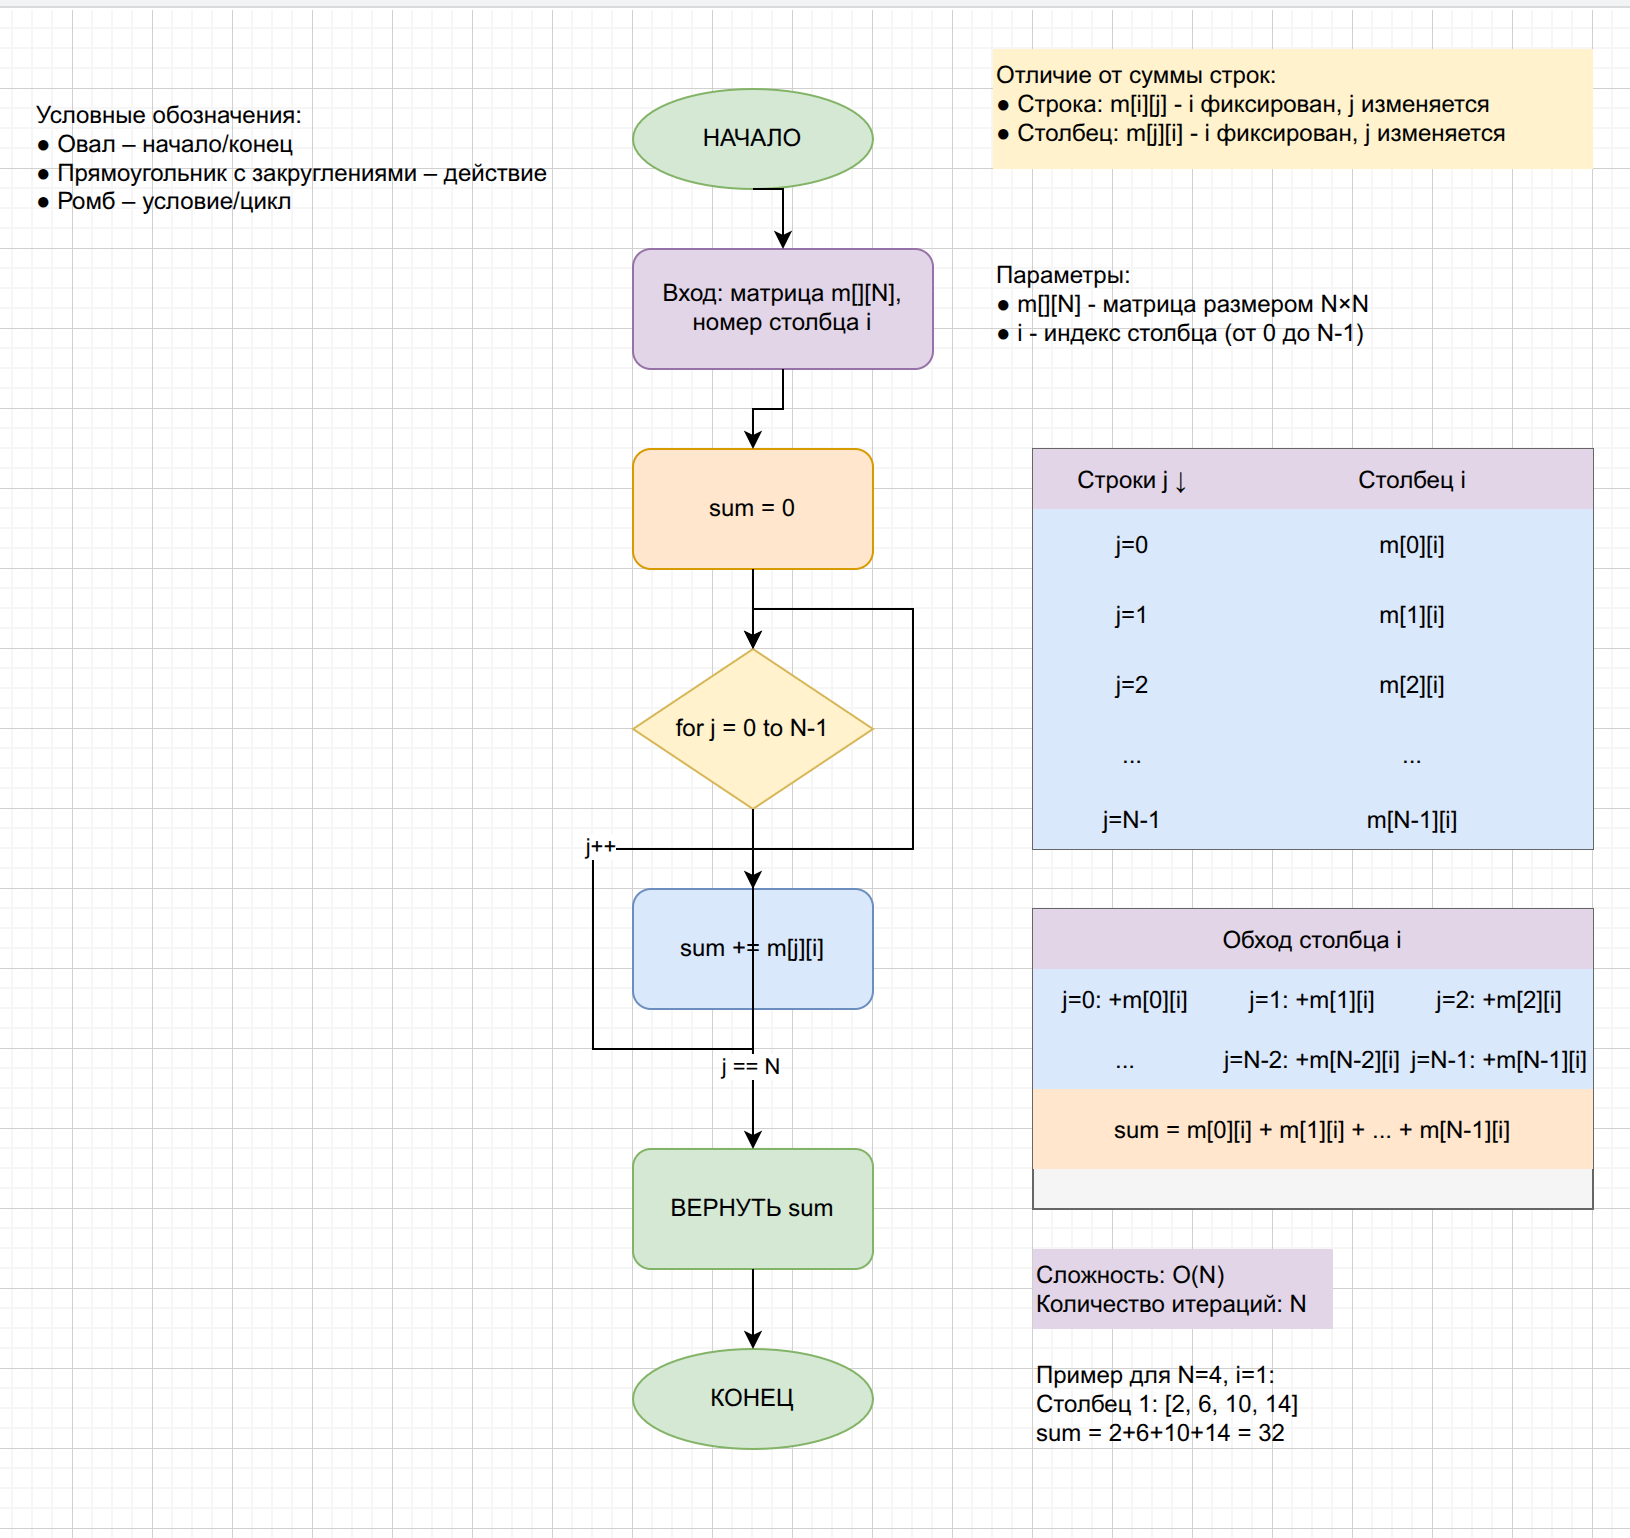 Условные обозначения:
● Овал – начало/конец
● Прямоугольник с закруглениями – действие
● Ромб – условие/цикл
НАЧАЛО
Отличие от суммы строк:
● Строка: m[i][j] - i фиксирован, j изменяется
● Столбец: m[j][i] - i фиксирован, j изменяется
Вход: матрица m[][N],
номер столбца i
Параметры:
● m[][N] - матрица размером N×N
● i - индекс столбца (от 0 до N-1)
sum = 0
for j = 0 to N-1
j++
sum += m[j][i]
j == N
ВЕРНУТЬ sum
КОНЕЦ
Строки j ↓ Столбец i
j=0 m[0][i]
j=1 m[1][i]
j=2 m[2][i]
... ...
j=N-1 m[N-1][i]
Обход столбца i
j=0: +m[0][i] j=1: +m[1][i] j=2: +m[2][i]
... j=N-2: +m[N-2][i] j=N-1: +m[N-1][i]
sum = m[0][i] + m[1][i] + ... + m[N-1][i]
Сложность: O(N)
Количество итераций: N
Пример для N=4, i=1:
Столбец 1: [2, 6, 10, 14]
sum = 2+6+10+14 = 32